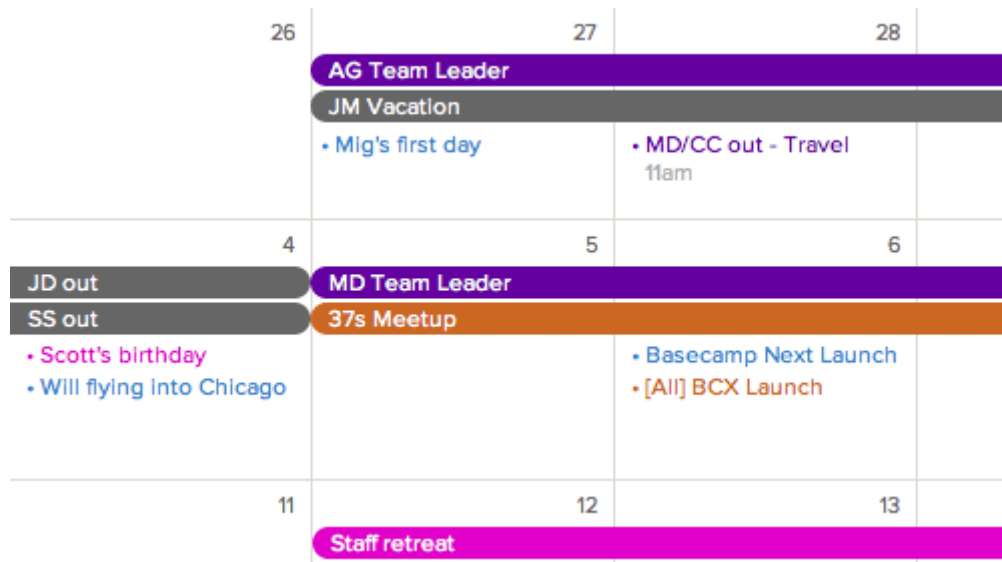 26 27 28
AG Team Leader
JM Vacation
• Mig's first day • MD/CC out - Travel
11am
4 5 6
JD out MD Team Leader
SS out 37s Meetup
• Scott's birthday • Basecamp Next Launch
• Will flying into Chicago • [All] BCX Launch
11 12 13
Staff retreat